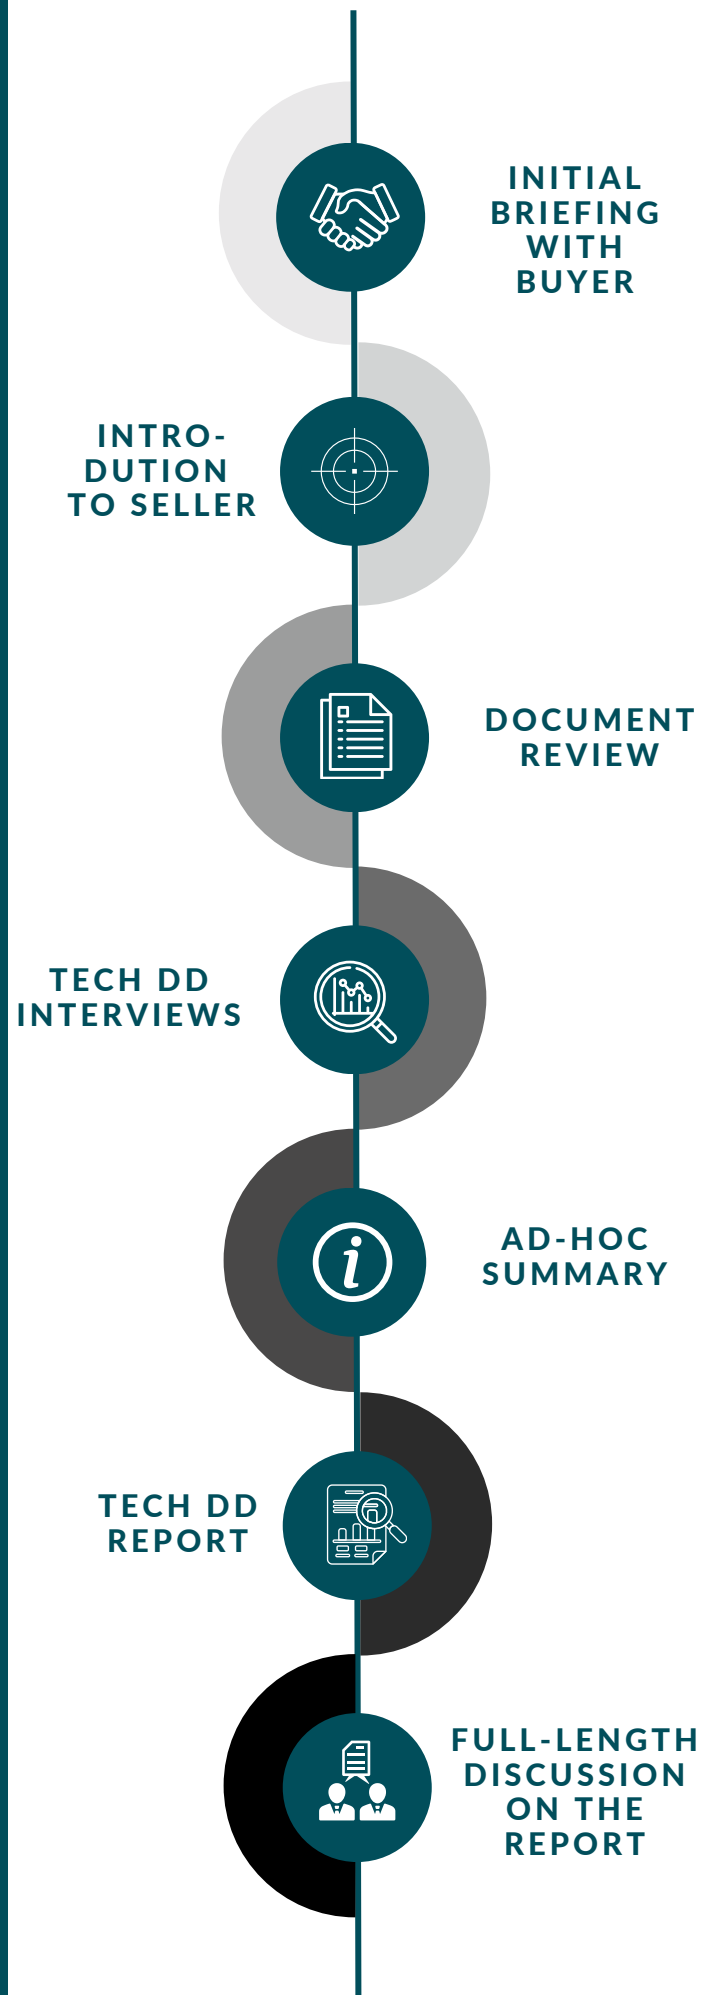 INITIAL
BRIEFING
WITH
BUYER
INTRO-
DUTION
TO SELLER
DOCUMENT
REVIEW
TECH DD
INTERVIEWS
i
AD-HOC
SUMMARY
TECH DD
REPORT
FULL-LENGTH
DISCUSSION
ON THE
REPORT